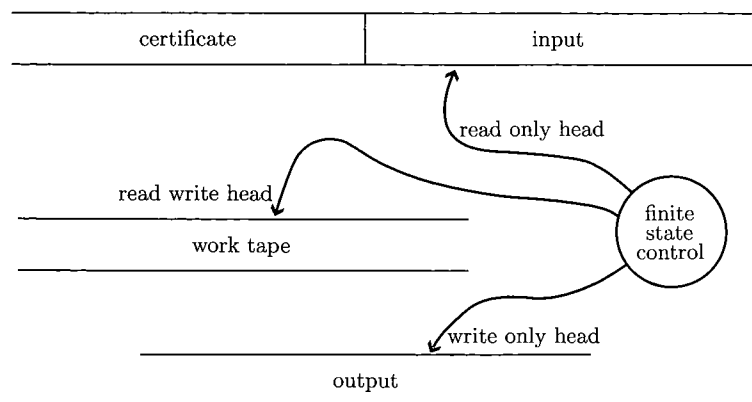 certificate
input
read only head
read write head
finite
state
control
work tape
write only head
output